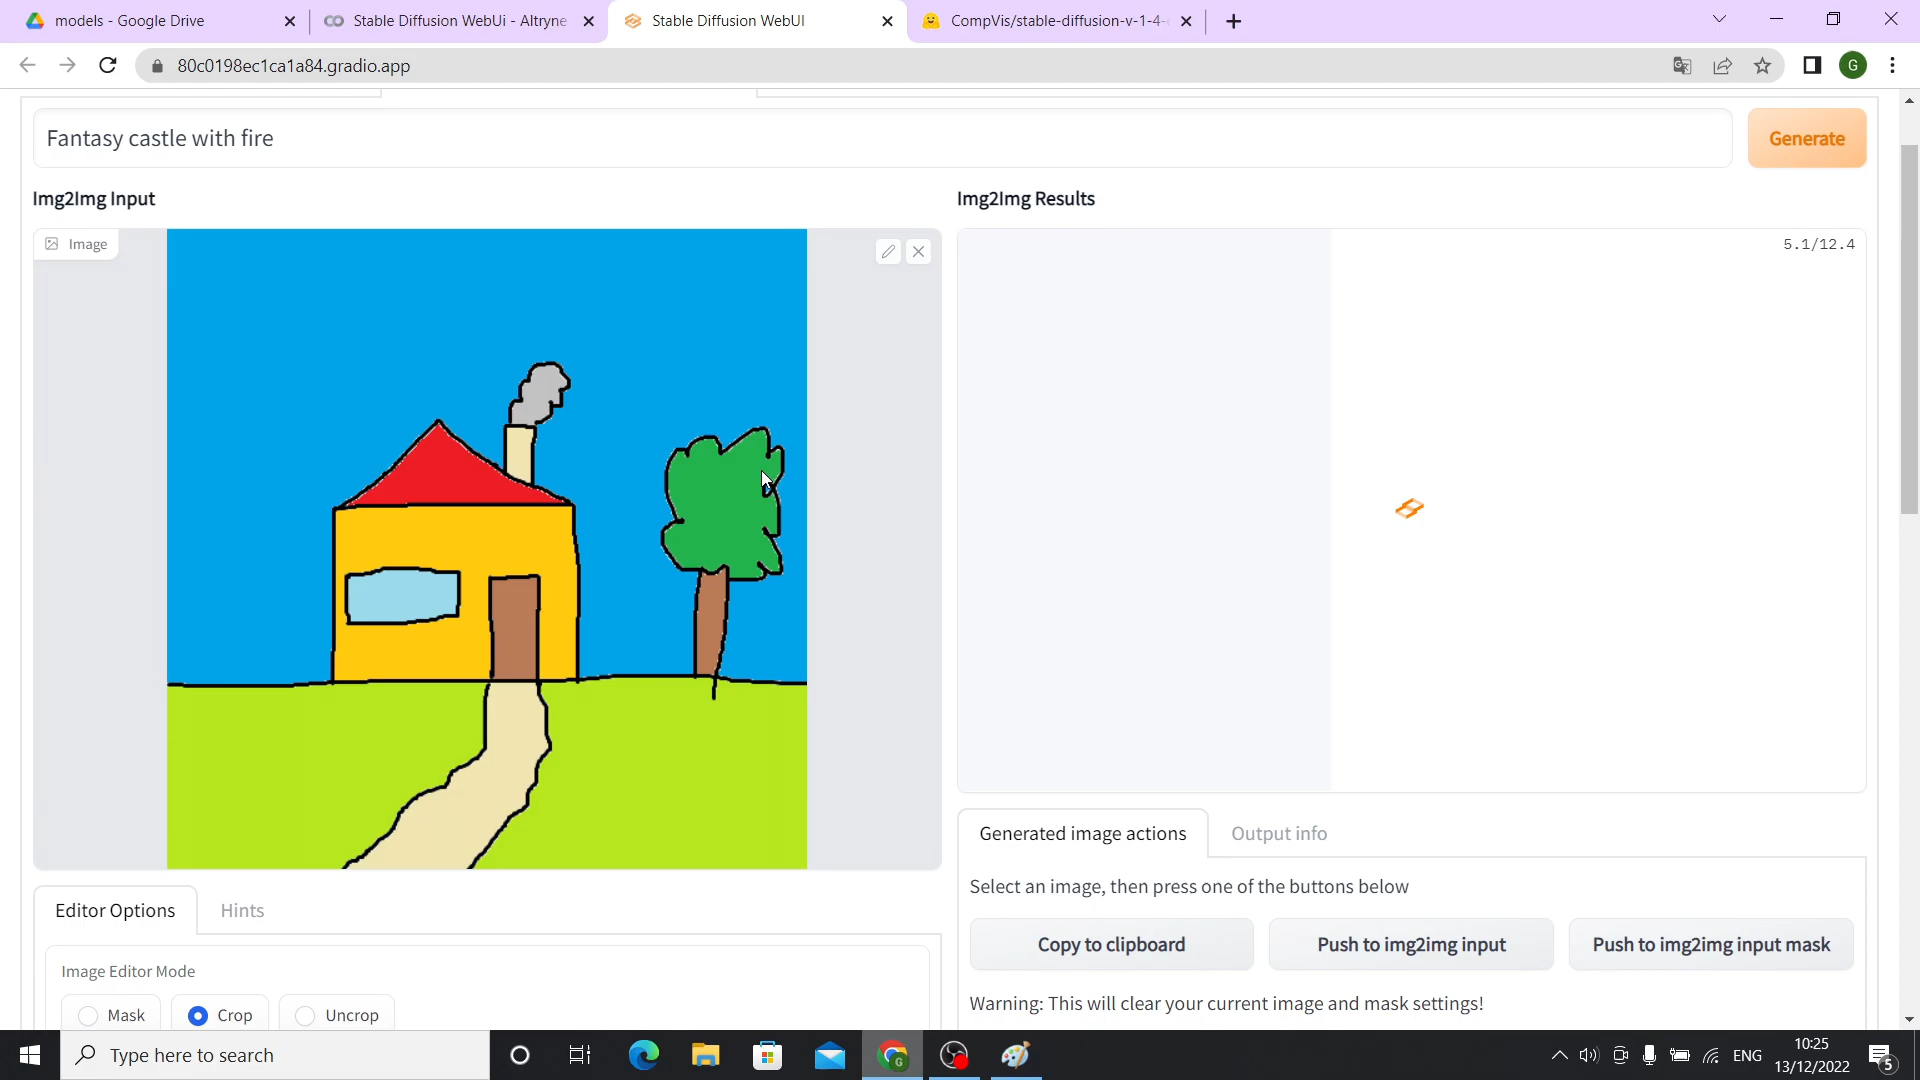 models - Google Drive
Stable Diffusion WebUi - Altryne
Stable Diffusion WebUI
CompVis/stable-diffusion-v-1-4-
80c0198ec1ca1a84.gradio.app
G
Fantasy castle with fire
Generate
Img2Img Input
Img2Img Results
Image
5.1/12.4
Generated image actions
Output info
Select an image, then press one of the buttons below
Editor Options
Hints
Copy to clipboard
Push to img2img input
Push to img2img input mask
Image Editor Mode
Warning: This will clear your current image and mask settings!
Mask
Crop
Uncrop
Type here to search
G
ENG
10:25
13/12/2022
5